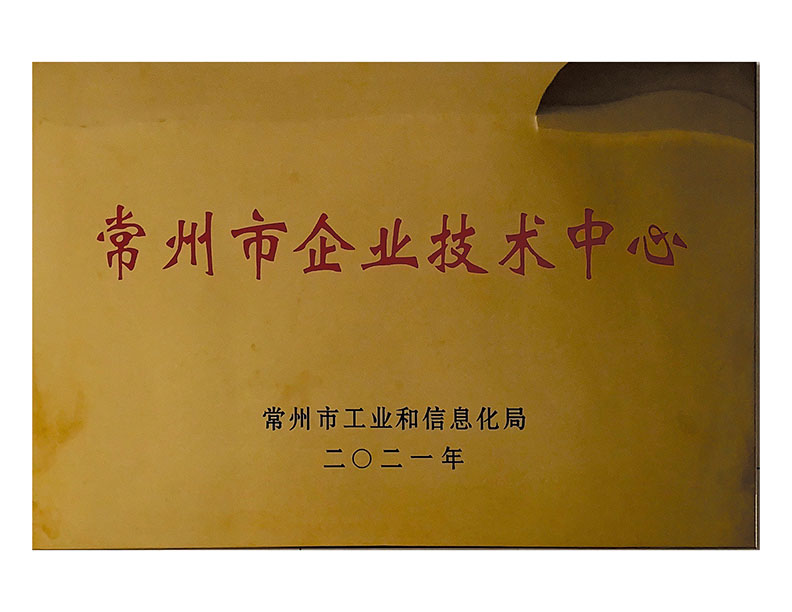 常州市企业技术中心
常州市工业和信息化局
二〇二一年